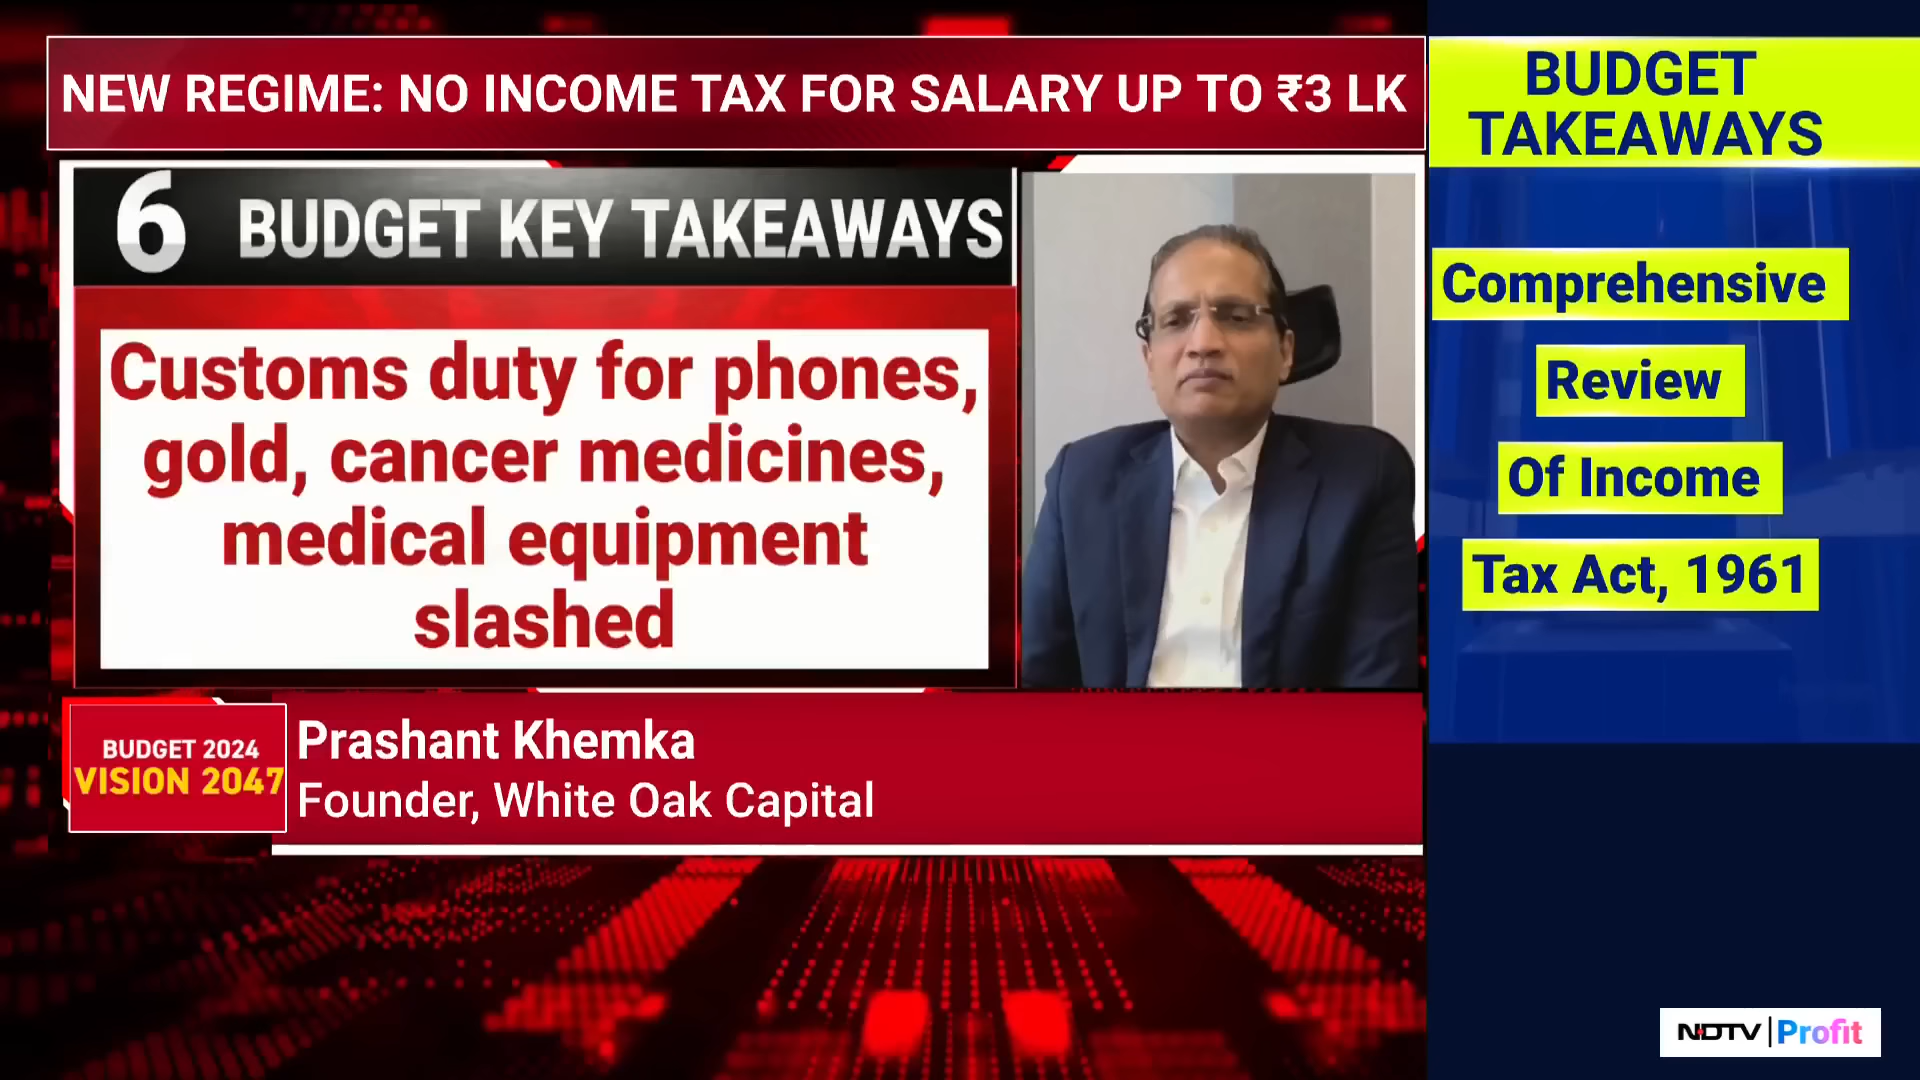 NEW REGIME: NO INCOME TAX FOR SALARY UP TO ₹3 LK
6 BUDGET KEY TAKEAWAYS
Customs duty for phones,
gold, cancer medicines,
medical equipment
slashed
BUDGET 2024
VISION 2047
Prashant Khemka
Founder, White Oak Capital
BUDGET
TAKEAWAYS
Comprehensive
Review
Of Income
Tax Act, 1961
NDTV | Profit